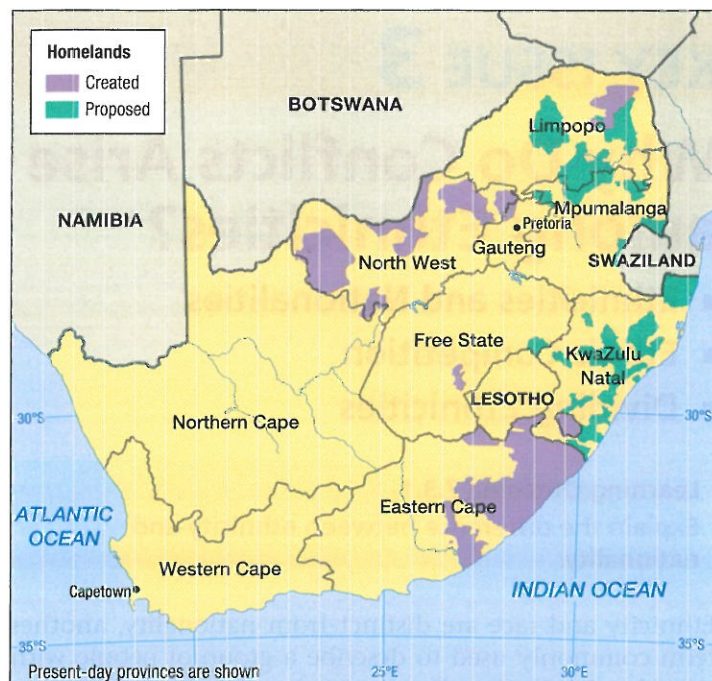 Homelands
Created
Proposed
BOTSWANA
Limpopo
NAMIBIA
Mpumalanga
Pretoria
Gauteng
North West
SWAZILAND
Free State
KwaZulu
Natal
LESOTHO
30°S
30°S
Northern Cape
Eastern Cape
ATLANTIC
OCEAN
Western Cape
INDIAN OCEAN
Capetown
35°S
35°S
25°E
30°E
Present-day provinces are shown